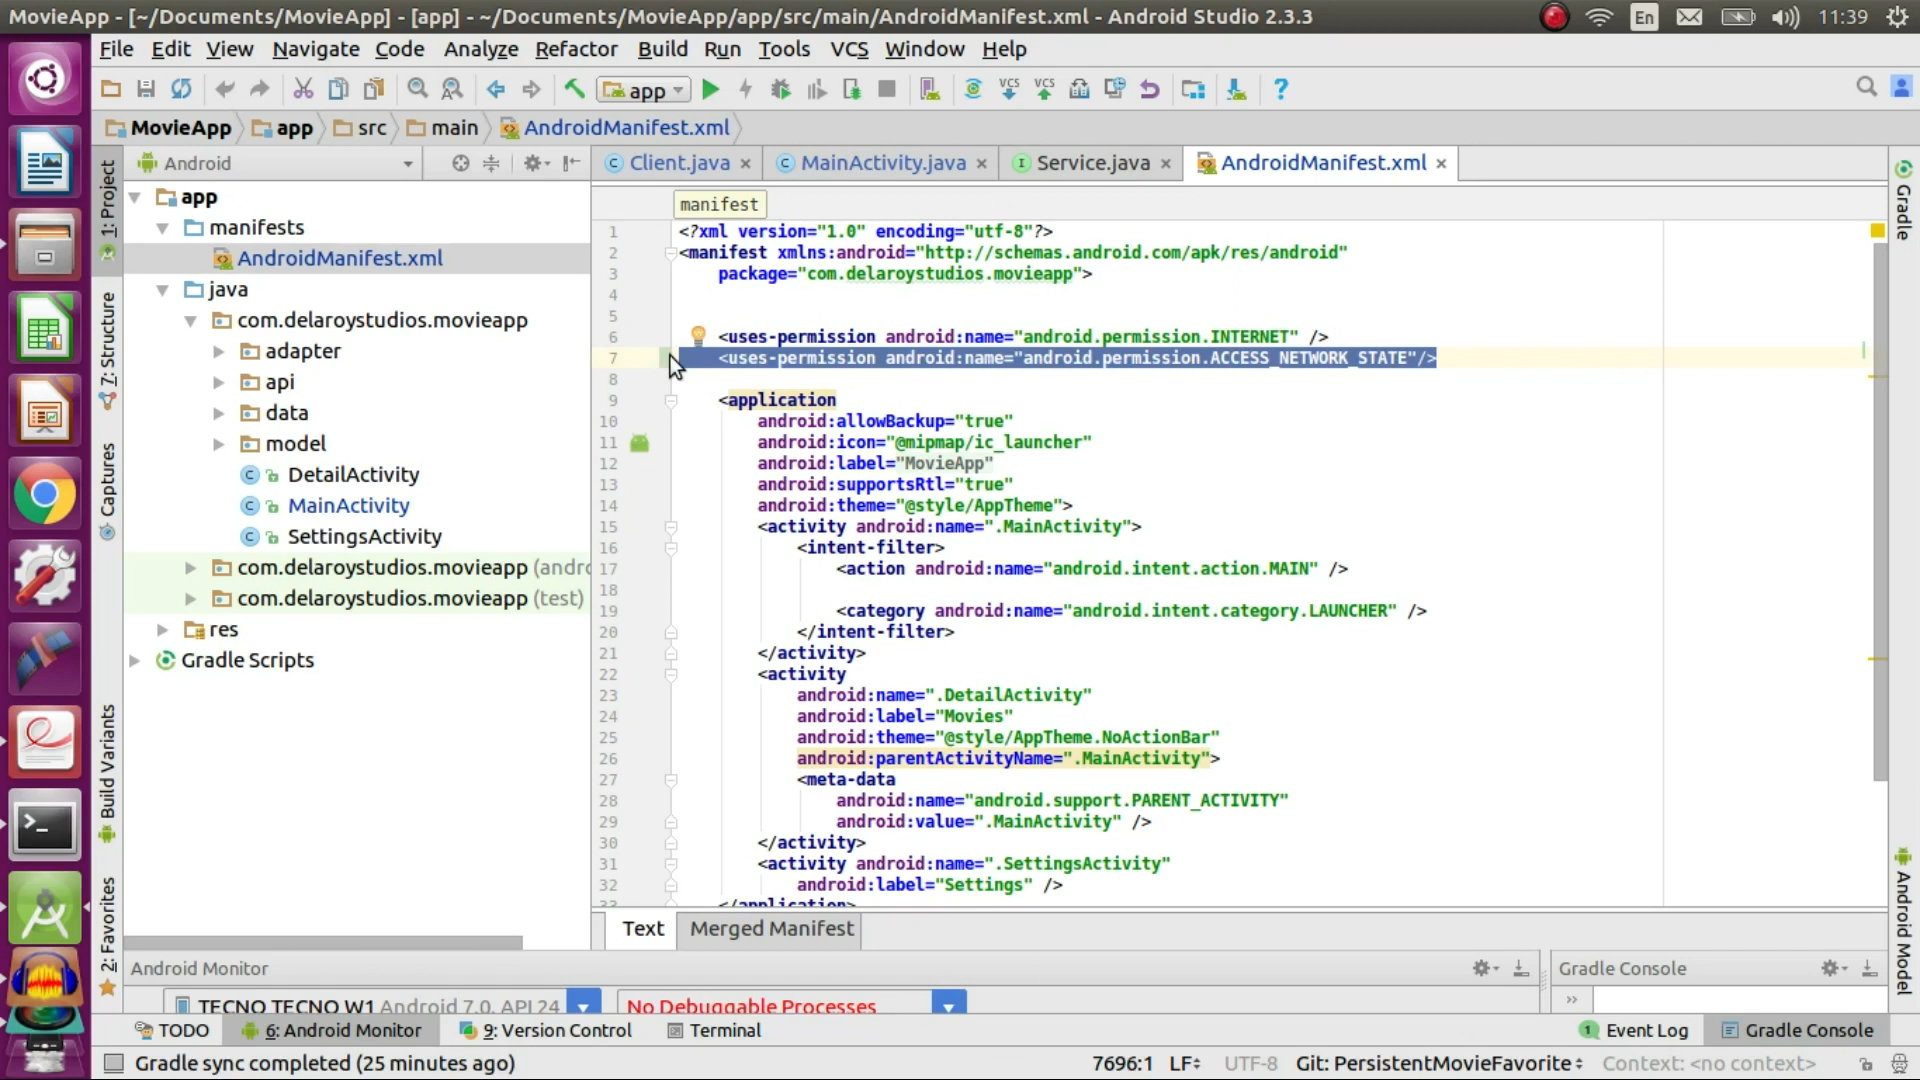 MovieApp - [~/Documents/MovieApp] - [app] - ~/Documents/MovieApp/app/src/main/AndroidManifest.xml - Android Studio 2.3.3
En
11:39
File Edit View Navigate Code Analyze Refactor Build Run Tools VCS Window Help
app
VCS VCS
MovieApp app src main AndroidManifest.xml
1: Project
7: Structure
Captures
Build Variants
2: Favorites
Android
app
manifests
AndroidManifest.xml
java
com.delaroystudios.movieapp
adapter
api
data
model
DetailActivity
MainActivity
SettingsActivity
com.delaroystudios.movieapp (andro
com.delaroystudios.movieapp (test)
res
Gradle Scripts
Client.java MainActivity.java Service.java AndroidManifest.xml
manifest
1 <?xml version="1.0" encoding="utf-8"?>
2 <manifest xmlns:android="http://schemas.android.com/apk/res/android"
3 package="com.delaroystudios.movieapp">
4
5
6 <uses-permission android:name="android.permission.INTERNET" />
7 <uses-permission android:name="android.permission.ACCESS_NETWORK_STATE"/>
8
9 <application
10 android:allowBackup="true"
11 android:icon="@mipmap/ic_launcher"
12 android:label="MovieApp"
13 android:supportsRtl="true"
14 android:theme="@style/AppTheme">
15 <activity android:name=".MainActivity">
16 <intent-filter>
17 <action android:name="android.intent.action.MAIN" />
18
19 <category android:name="android.intent.category.LAUNCHER" />
20 </intent-filter>
21 </activity>
22 <activity
23 android:name=".DetailActivity"
24 android:label="Movies"
25 android:theme="@style/AppTheme.NoActionBar"
26 android:parentActivityName=".MainActivity">
27 <meta-data
28 android:name="android.support.PARENT_ACTIVITY"
29 android:value=".MainActivity" />
30 </activity>
31 <activity android:name=".SettingsActivity"
32 android:label="Settings" />
33 </application>
Gradle
Android Model
Text Merged Manifest
Android Monitor
Gradle Console
TECNO TECNO W1 Android 7.0, API 24 No Debuggable Processes
TODO 6: Android Monitor 9: Version Control Terminal
1 Event Log Gradle Console
Gradle sync completed (25 minutes ago)
7696:1 LF UTF-8 Git: PersistentMovieFavorite Context: <no context>